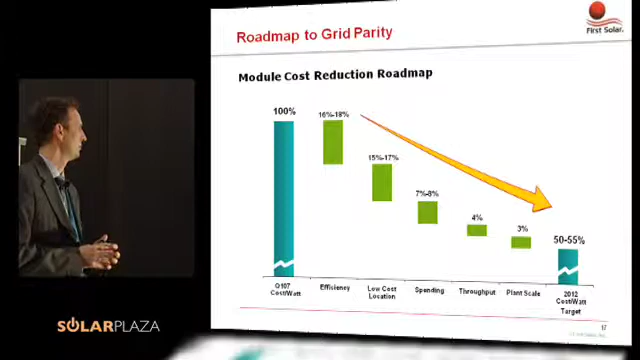 Roadmap to Grid Parity
First Solar.
Module Cost Reduction Roadmap
100%
16%-18%
15%-17%
7%-8%
4%
3%
50-55%
Q107
Cost/Watt
Efficiency
Low Cost
Location
Spending
Throughput
Plant Scale
2012
Cost/Watt
Target
17
SOLARPLAZA